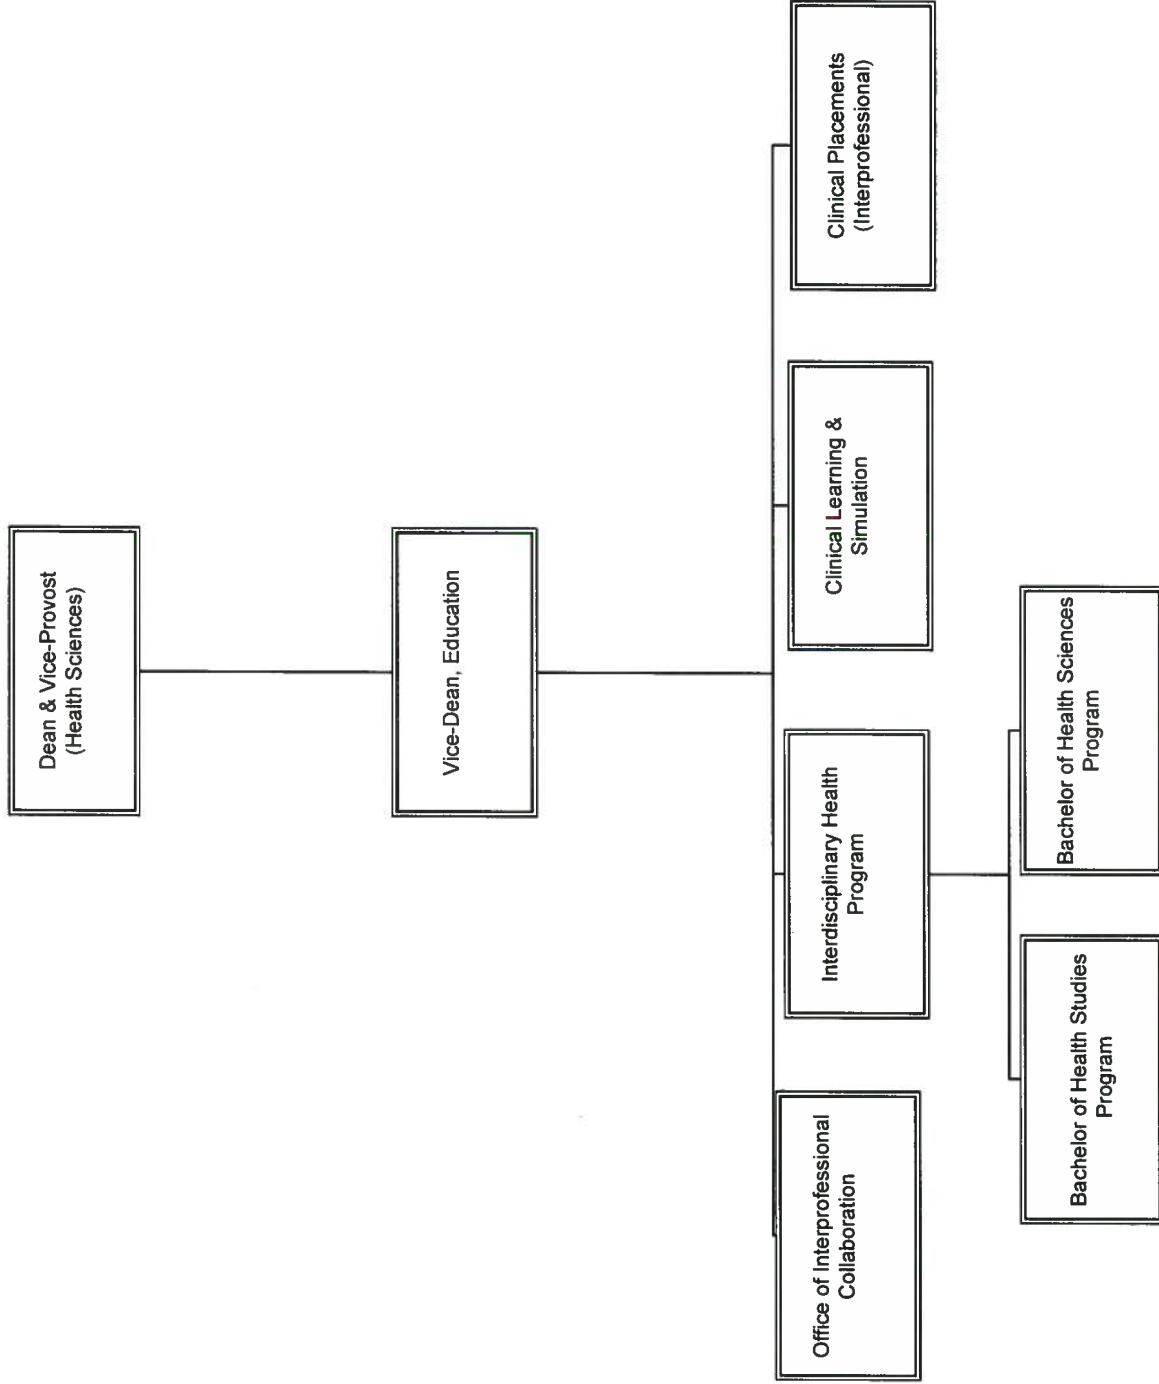 Dean & Vice-Provost
(Health Sciences)
Vice-Dean, Education
Office of Interprofessional
Collaboration
Interdisciplinary Health
Program
Clinical Learning &
Simulation
Clinical Placements
(Interprofessional)
Bachelor of Health Studies
Program
Bachelor of Health Sciences
Program